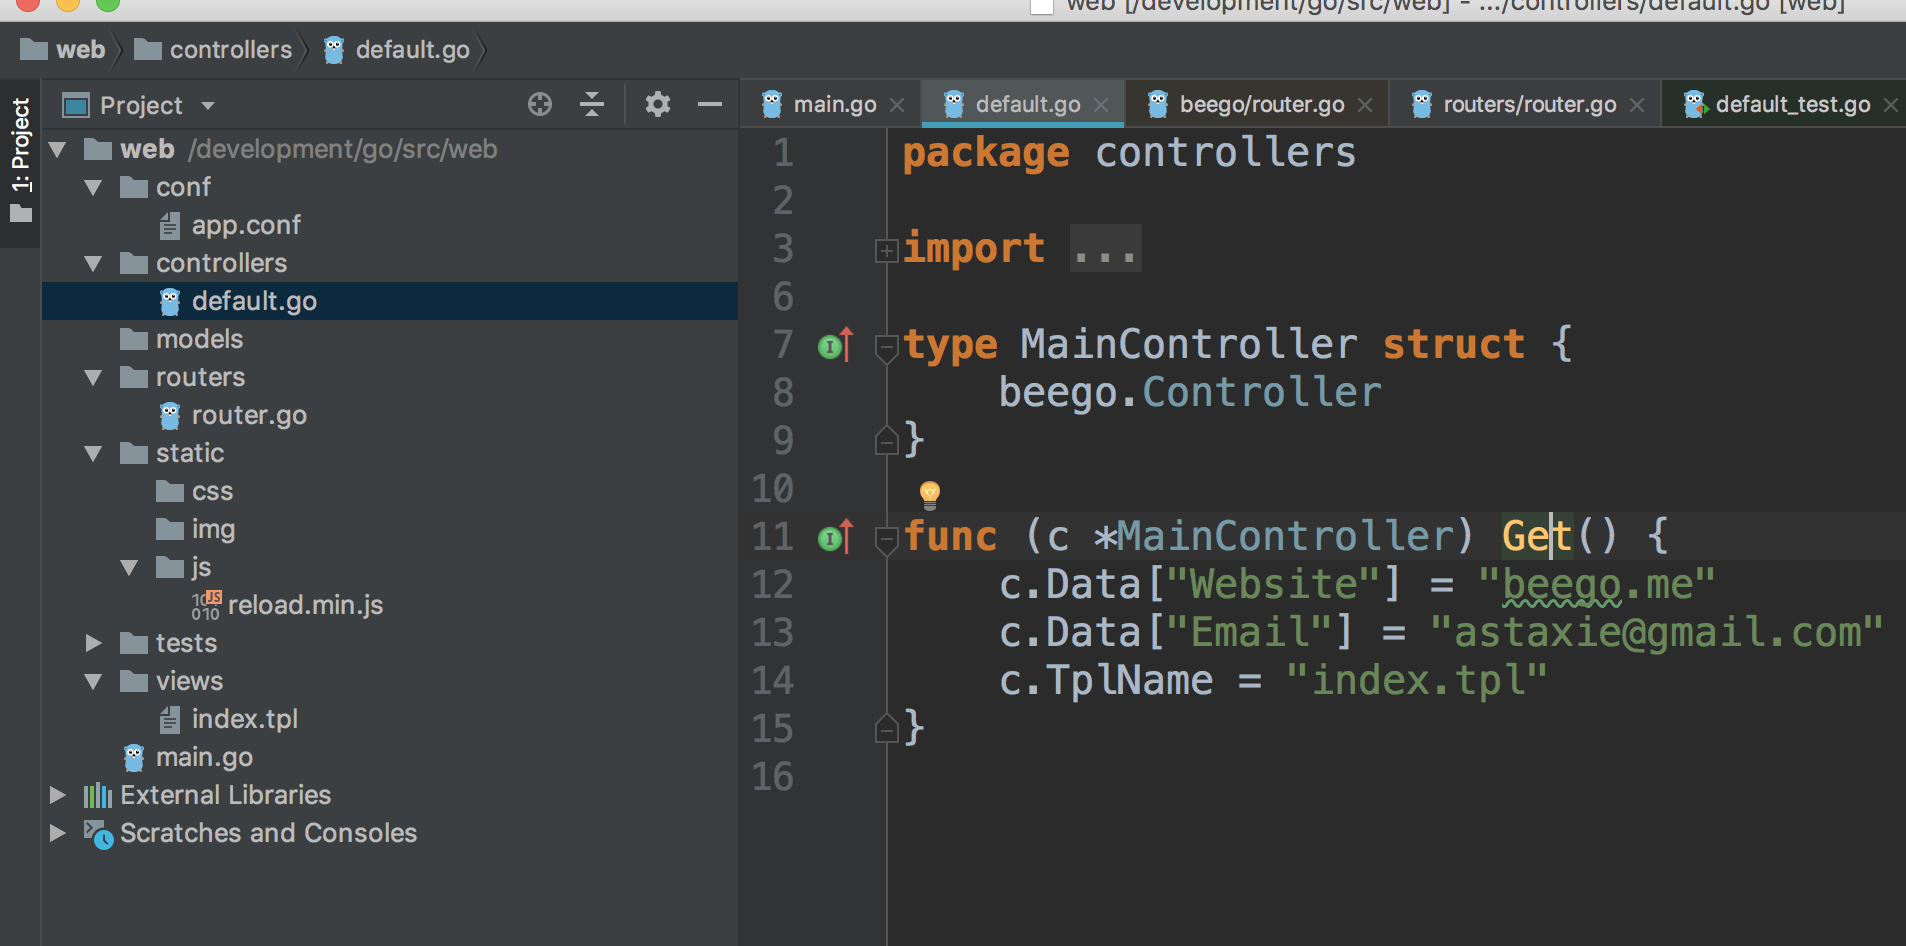 web [/development/go/src/web] - .../controllers/default.go [web]
web controllers default.go
1: Project
Project
web /development/go/src/web
conf
app.conf
controllers
default.go
models
routers
router.go
static
css
img
js
reload.min.js
tests
views
index.tpl
main.go
External Libraries
Scratches and Consoles
main.go default.go beego/router.go routers/router.go default_test.go
1 package controllers
2
3 import ...
6
7 type MainController struct {
8 beego.Controller
9 }
10
11 func (c *MainController) Get() {
12 c.Data["Website"] = "beego.me"
13 c.Data["Email"] = "astaxie@gmail.com"
14 c.TplName = "index.tpl"
15 }
16